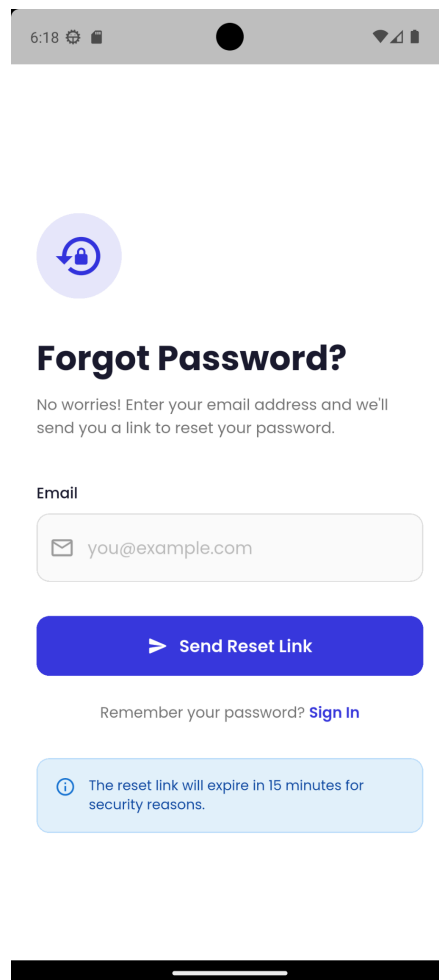 6:18
Forgot Password?
No worries! Enter your email address and we'll
send you a link to reset your password.
Email
you@example.com
Send Reset Link
Remember your password? Sign In
The reset link will expire in 15 minutes for
security reasons.